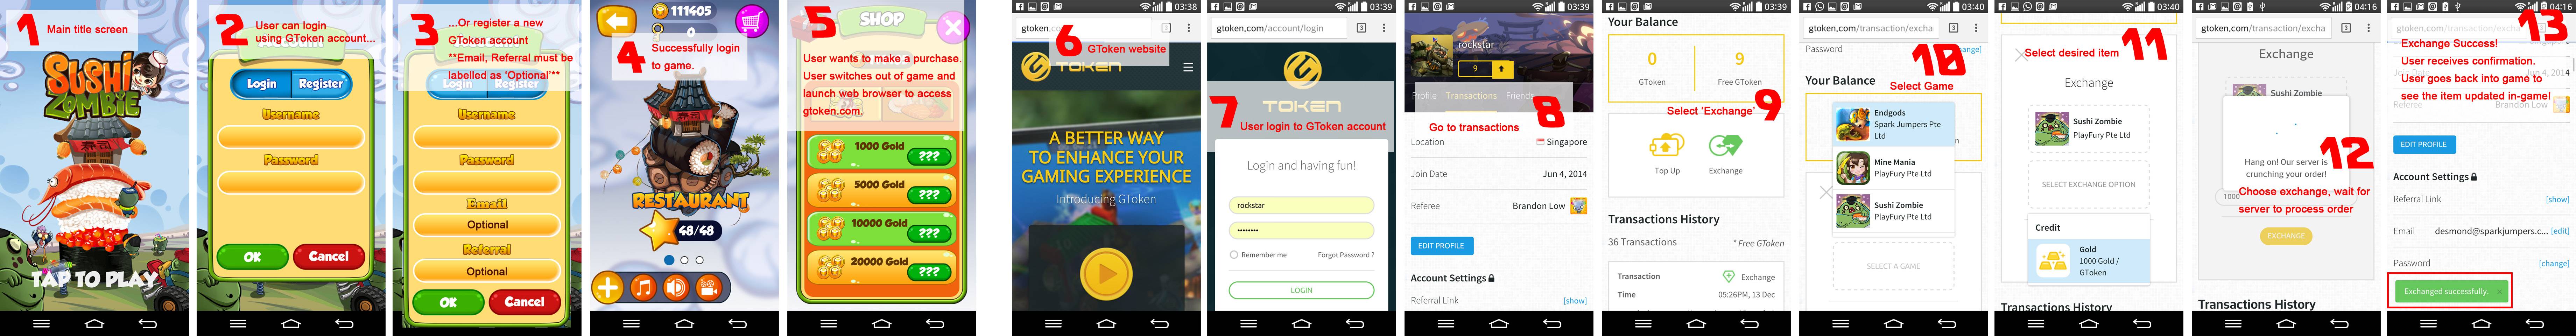 1 Main title screen
SUSHI
ZOMBIE
TAP TO PLAY
2 User can login
using GToken account...
Login Register
Username
Password
OK Cancel
3 ...Or register a new
GToken account
**Email, Referral must be
labelled as 'Optional'**
Username
Password
Email
Optional
Referral
Optional
OK Cancel
111405
0
4 Successfully login
to game.
RESTAURANT
48/48
SHOP
5
User wants to make a purchase.
User switches out of game and
launch web browser to access
gtoken.com.
1000 Gold ???
5000 Gold ???
10000 Gold ???
20000 Gold ???
03:38
6 GToken website
TOKEN
A BETTER WAY
TO ENHANCE YOUR
GAMING EXPERIENCE
Introducing GToken
03:39
gtoken.com/account/login 3
TOKEN
7 User login to GToken account
Login and having fun!
rockstar
••••••••
Remember me Forgot Password ?
LOGIN
03:39
rockstar
9
Profile Transactions Friends
8
Go to transactions
Location Singapore
Join Date Jun 4, 2014
Referee Brandon Low
EDIT PROFILE
Account Settings
Referral Link [show]
03:39
Your Balance
0 9
GToken Free GToken
Select 'Exchange' 9
Top Up Exchange
Transactions History
36 Transactions * Free GToken
Transaction Exchange
Time 05:26PM, 13 Dec
03:40
gtoken.com/transaction/excha 3
Password
10
Select Game
Your Balance
Endgods
Spark Jumpers Pte
Ltd
Mine Mania
PlayFury Pte Ltd
Sushi Zombie
PlayFury Pte Ltd
SELECT A GAME
03:40
Select desired item 11
Exchange
Sushi Zombie
PlayFury Pte Ltd
SELECT EXCHANGE OPTION
Credit
Gold
1000 Gold /
GToken
Transactions History
04:16
gtoken.com/transaction/excha 3
Exchange
Sushi Zombie
Hang on! Our server is
crunching your order!
12
Choose exchange, wait for
server to process order
1000
EXCHANGE
Transactions History
04:16
gtoken.com/transaction/excha 3
13
Exchange Success!
User receives confirmation.
User goes back into game to
see the item updated in-game!
Jun 4, 2014
Referee Brandon Low
EDIT PROFILE
Account Settings
Referral Link [show]
Email desmond@sparkjumpers.c... [edit]
Password [change]
Exchanged successfully. ×